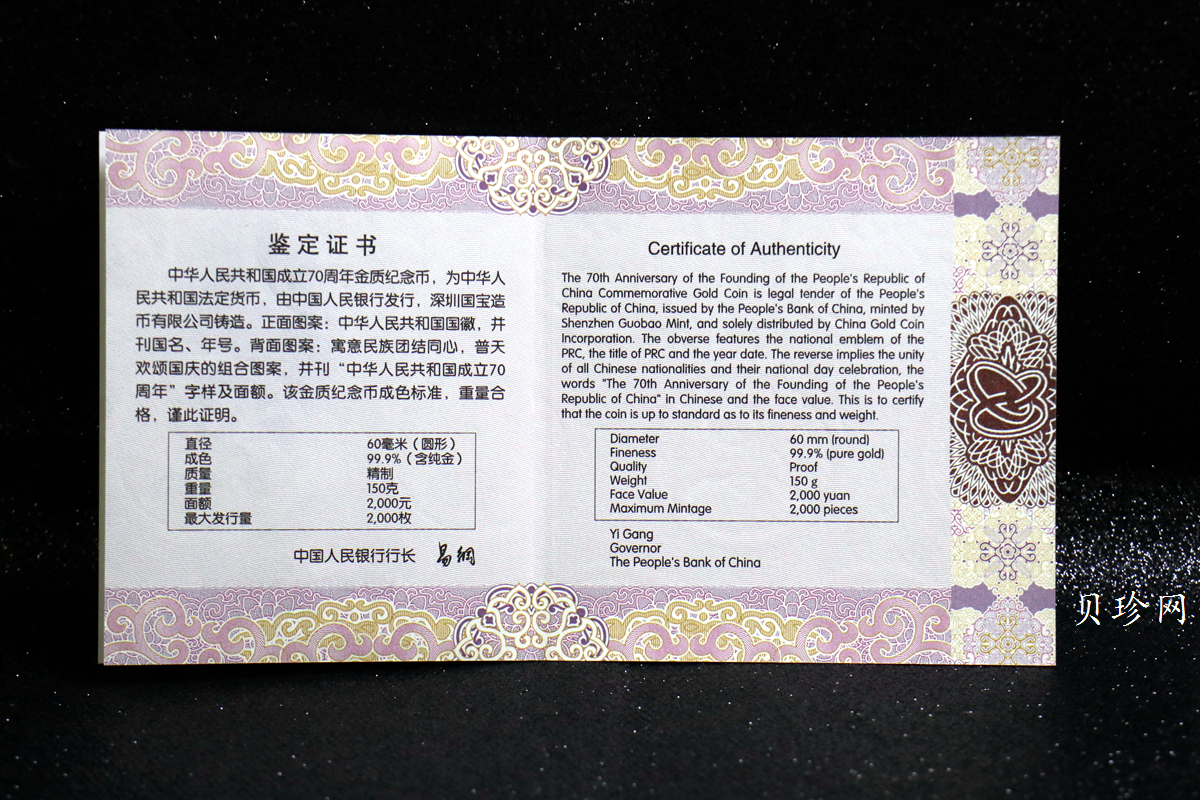 鉴定证书
中华人民共和国成立70周年金质纪念币，为中华人
民共和国法定货币，由中国人民银行发行，深圳国宝造
币有限公司铸造。正面图案：中华人民共和国国徽，并
刊国名、年号。背面图案：寓意民族团结同心，普天
欢颂国庆的组合图案，并刊“中华人民共和国成立70
周年”字样及面额。该金质纪念币成色标准，重量合
格，谨此证明。
直径 60毫米（圆形）
成色 99.9%（含纯金）
质量 精制
重量 150克
面额 2,000元
最大发行量 2,000枚
中国人民银行行长 易纲
Certificate of Authenticity
The 70th Anniversary of the Founding of the People's Republic of
China Commemorative Gold Coin is legal tender of the People's
Republic of China, issued by the People's Bank of China, minted by
Shenzhen Guobao Mint, and solely distributed by China Gold Coin
Incorporation. The obverse features the national emblem of the
PRC, the title of PRC and the year date. The reverse implies the unity
of all Chinese nationalities and their national day celebration, the
words "The 70th Anniversary of the Founding of the People's
Republic of China" in Chinese and the face value. This is to certify
that the coin is up to standard as to its fineness and weight.
Diameter 60 mm (round)
Fineness 99.9% (pure gold)
Quality Proof
Weight 150 g
Face Value 2,000 yuan
Maximum Mintage 2,000 pieces
Yi Gang
Governor
The People's Bank of China
贝珍网